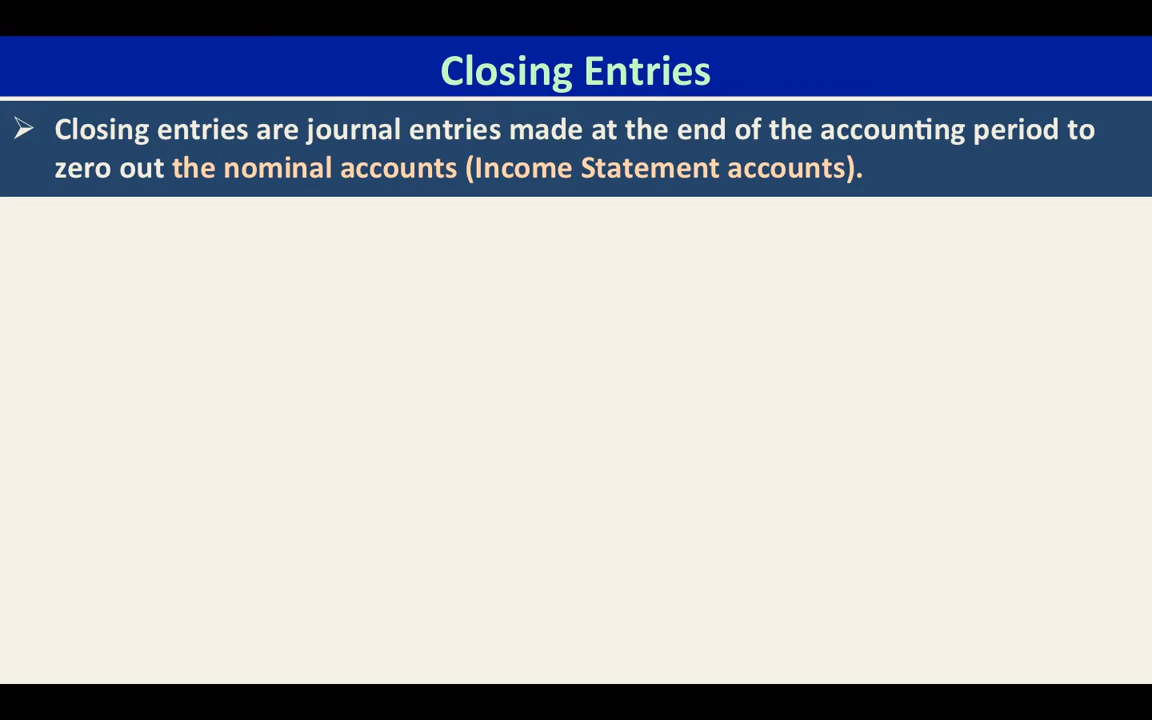 Closing Entries
➢ Closing entries are journal entries made at the end of the accounting period to
zero out the nominal accounts (Income Statement accounts).